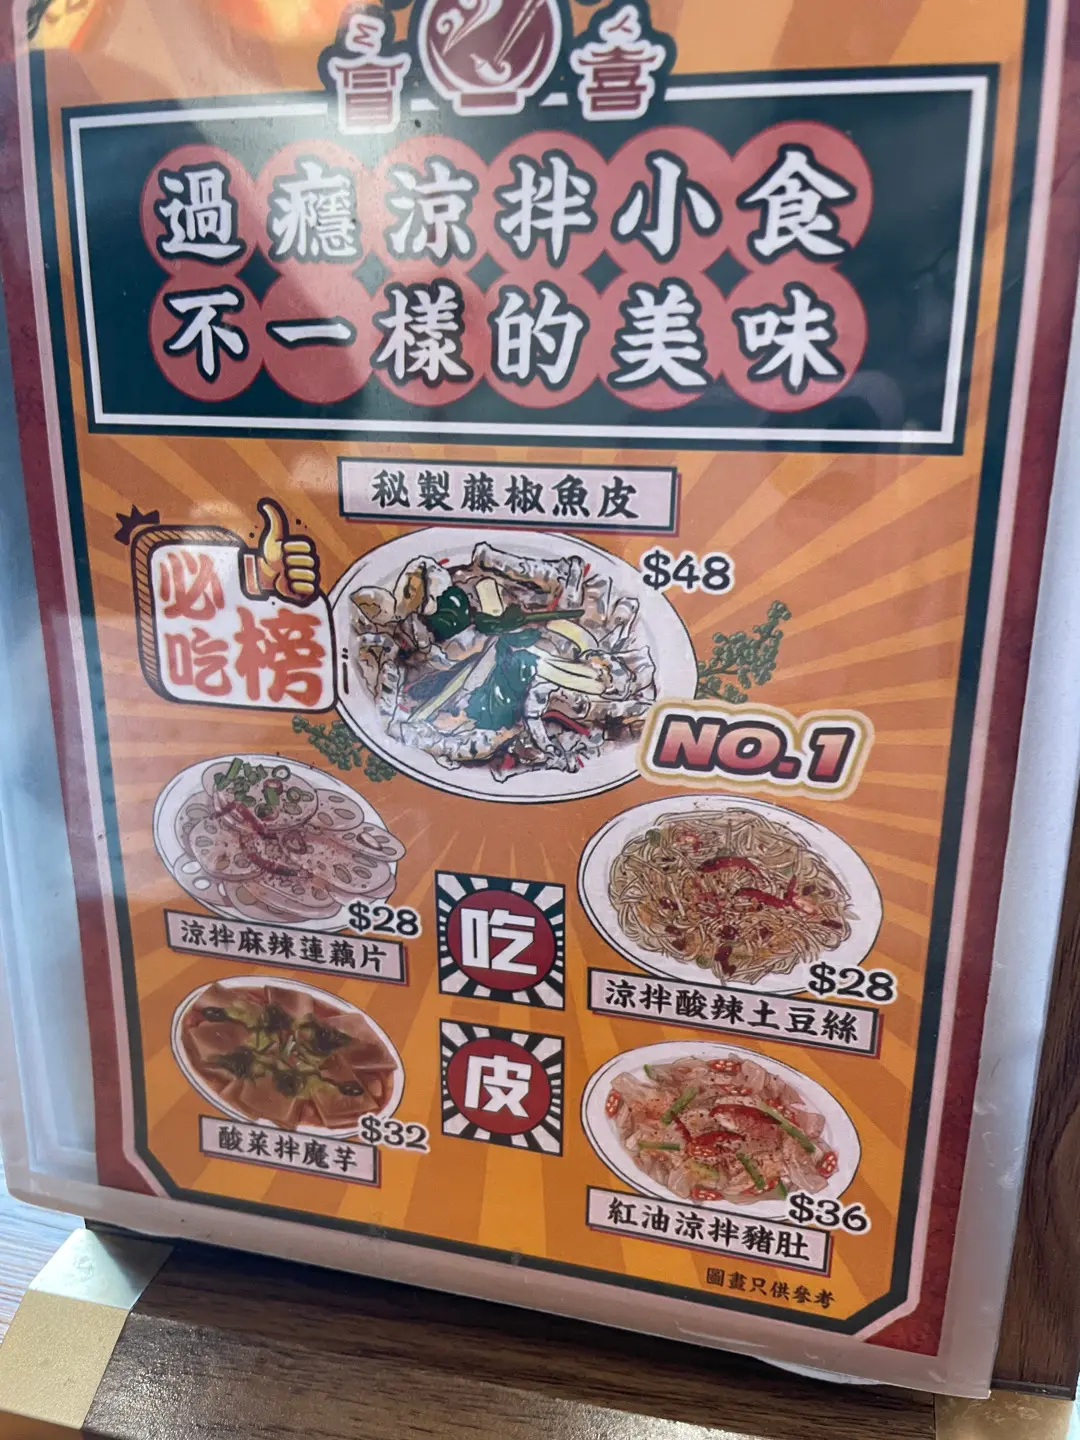 冒 喜
過癮涼拌小食
不一樣的美味
秘製藤椒魚皮
必吃榜
$48
NO.1
$28
涼拌麻辣蓮藕片
吃
$28
涼拌酸辣土豆絲
皮
$32
酸菜拌魔芋
$36
紅油涼拌豬肚
圖畫只供參考